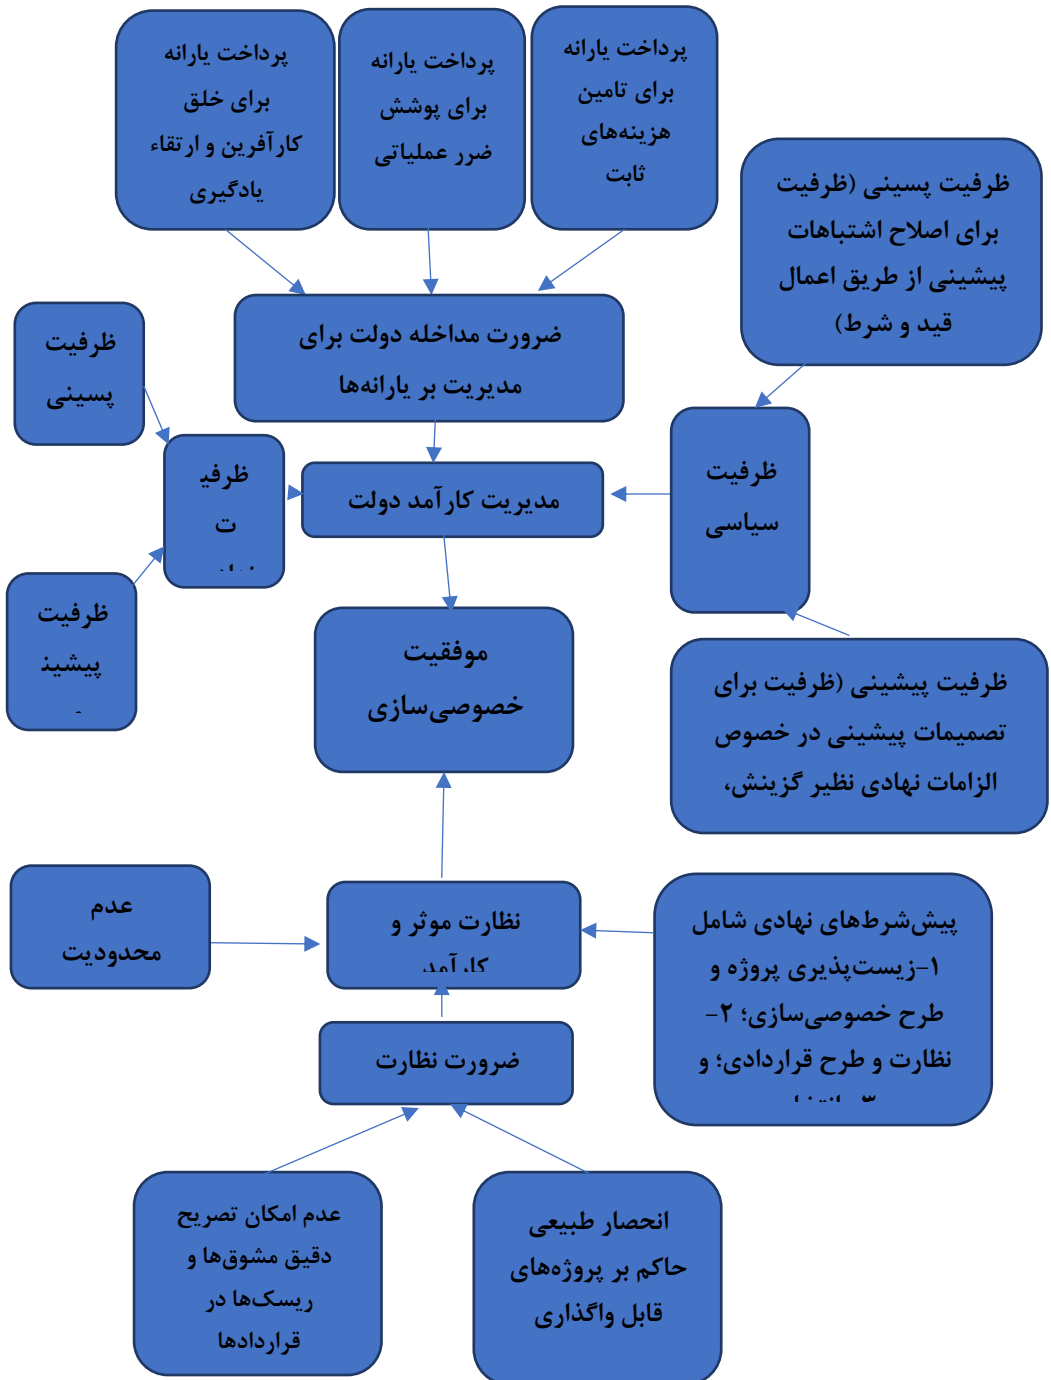 پرداخت یارانه
برای تامین
هزینه‌های
ثابت
پرداخت یارانه
برای پوشش
ضرر عملیاتی
پرداخت یارانه
برای خلق
کارآفرین و ارتقاء
یادگیری
ظرفیت پسینی (ظرفیت
برای اصلاح اشتباهات
پیشینی از طریق اعمال
قید و شرط)
ضرورت مداخله دولت برای
مدیریت بر یارانه‌ها
ظرفیت
پسینی
ظرفیت
سیاسی
مدیریت کارآمد دولت
ظرفی
ت
ظرفیت
پیشین
موفقیت
خصوصی‌سازی
ظرفیت پیشینی (ظرفیت برای
تصمیمات پیشینی در خصوص
الزامات نهادی نظیر گزینش،
پیش‌شرط‌های نهادی شامل
۱-زیست‌پذیری پروژه و
طرح خصوصی‌سازی؛ ۲-
نظارت و طرح قراردادی؛ و
نظارت موثر و
کارآمد
عدم
محدودیت
ضرورت نظارت
انحصار طبیعی
حاکم بر پروژه‌های
قابل واگذاری
عدم امکان تصریح
دقیق مشوق‌ها و
ریسک‌ها در
قراردادها